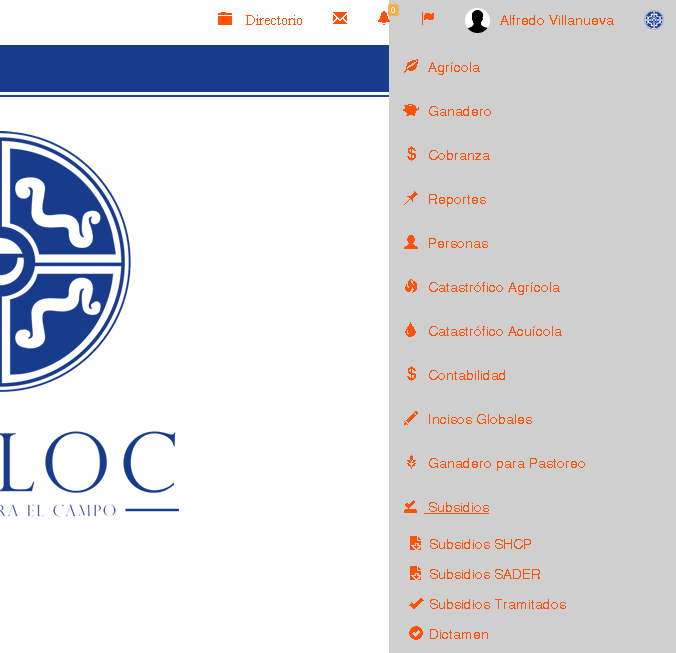 Directorio
0
Alfredo Villanueva
Agrícola
Ganadero
Cobranza
Reportes
Personas
Catastrófico Agrícola
Catastrófico Acuícola
Contabilidad
Incisos Globales
Ganadero para Pastoreo
Subsidios
Subsidios SHCP
Subsidios SADER
Subsidios Tramitados
Dictamen
LOC
RA EL CAMPO